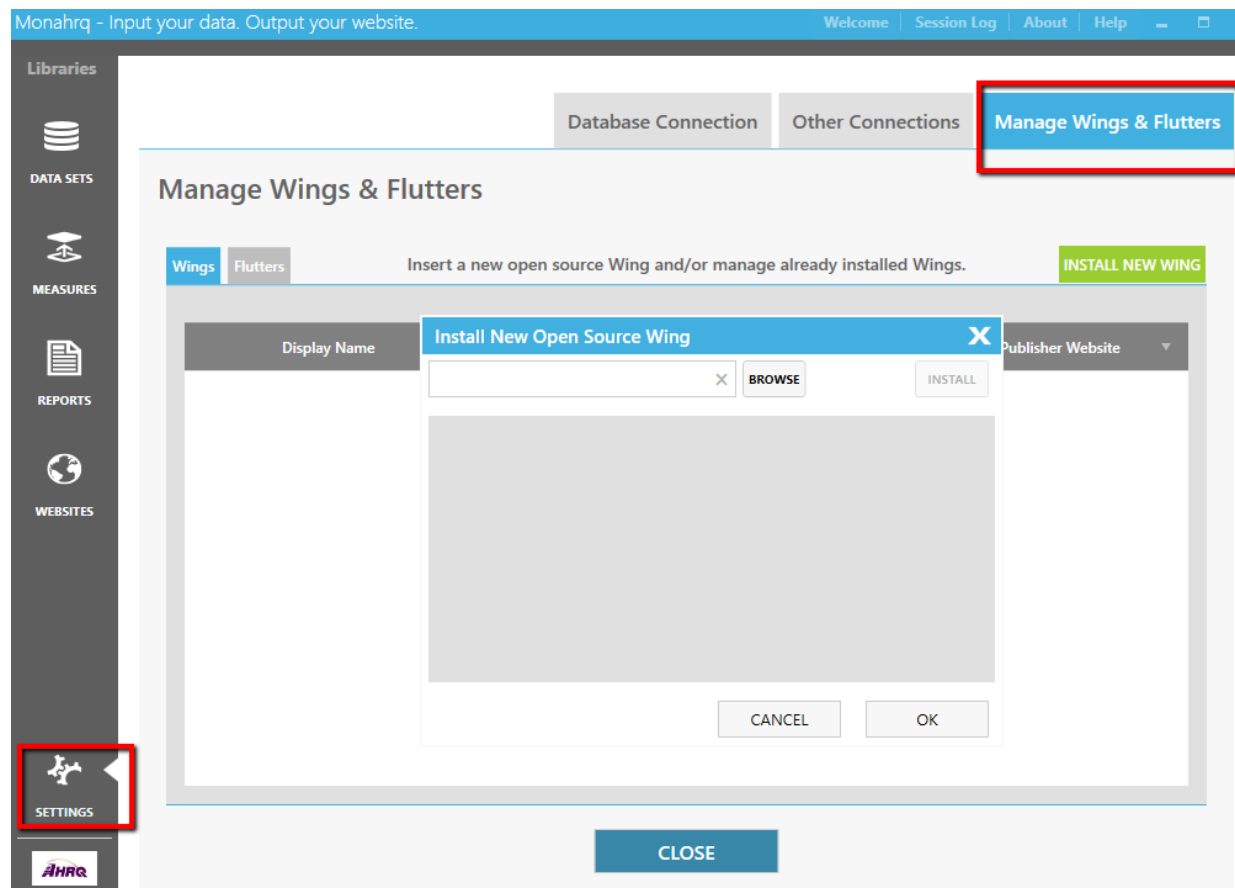 Monahrq - Input your data. Output your website.
Welcome Session Log About Help
Libraries
DATA SETS
MEASURES
REPORTS
WEBSITES
SETTINGS
AHRQ
Database Connection Other Connections Manage Wings & Flutters
Manage Wings & Flutters
Wings Flutters Insert a new open source Wing and/or manage already installed Wings. INSTALL NEW WING
Display Name Publisher Website
Install New Open Source Wing X
BROWSE INSTALL
CANCEL OK
CLOSE